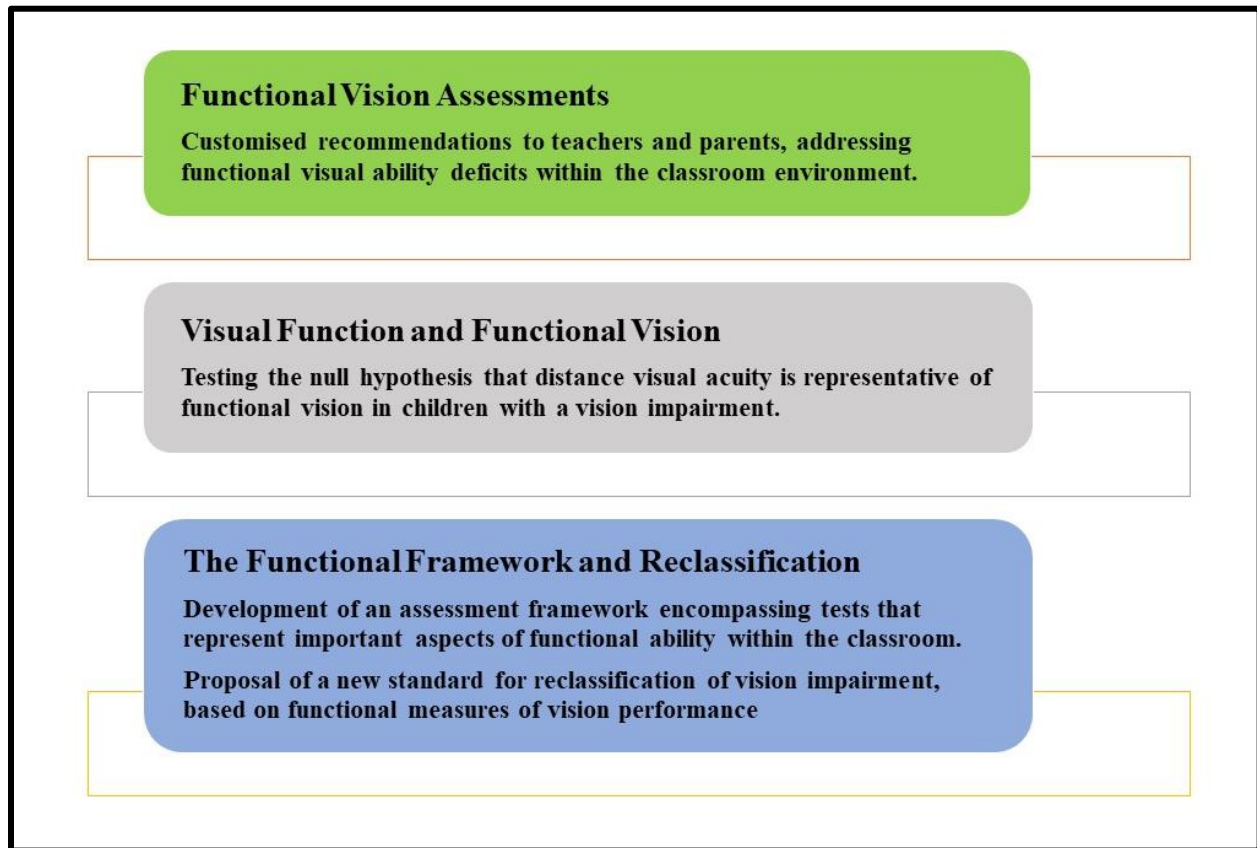 Functional Vision Assessments
Customised recommendations to teachers and parents, addressing
functional visual ability deficits within the classroom environment.
Visual Function and Functional Vision
Testing the null hypothesis that distance visual acuity is representative of
functional vision in children with a vision impairment.
The Functional Framework and Reclassification
Development of an assessment framework encompassing tests that
represent important aspects of functional ability within the classroom.
Proposal of a new standard for reclassification of vision impairment,
based on functional measures of vision performance